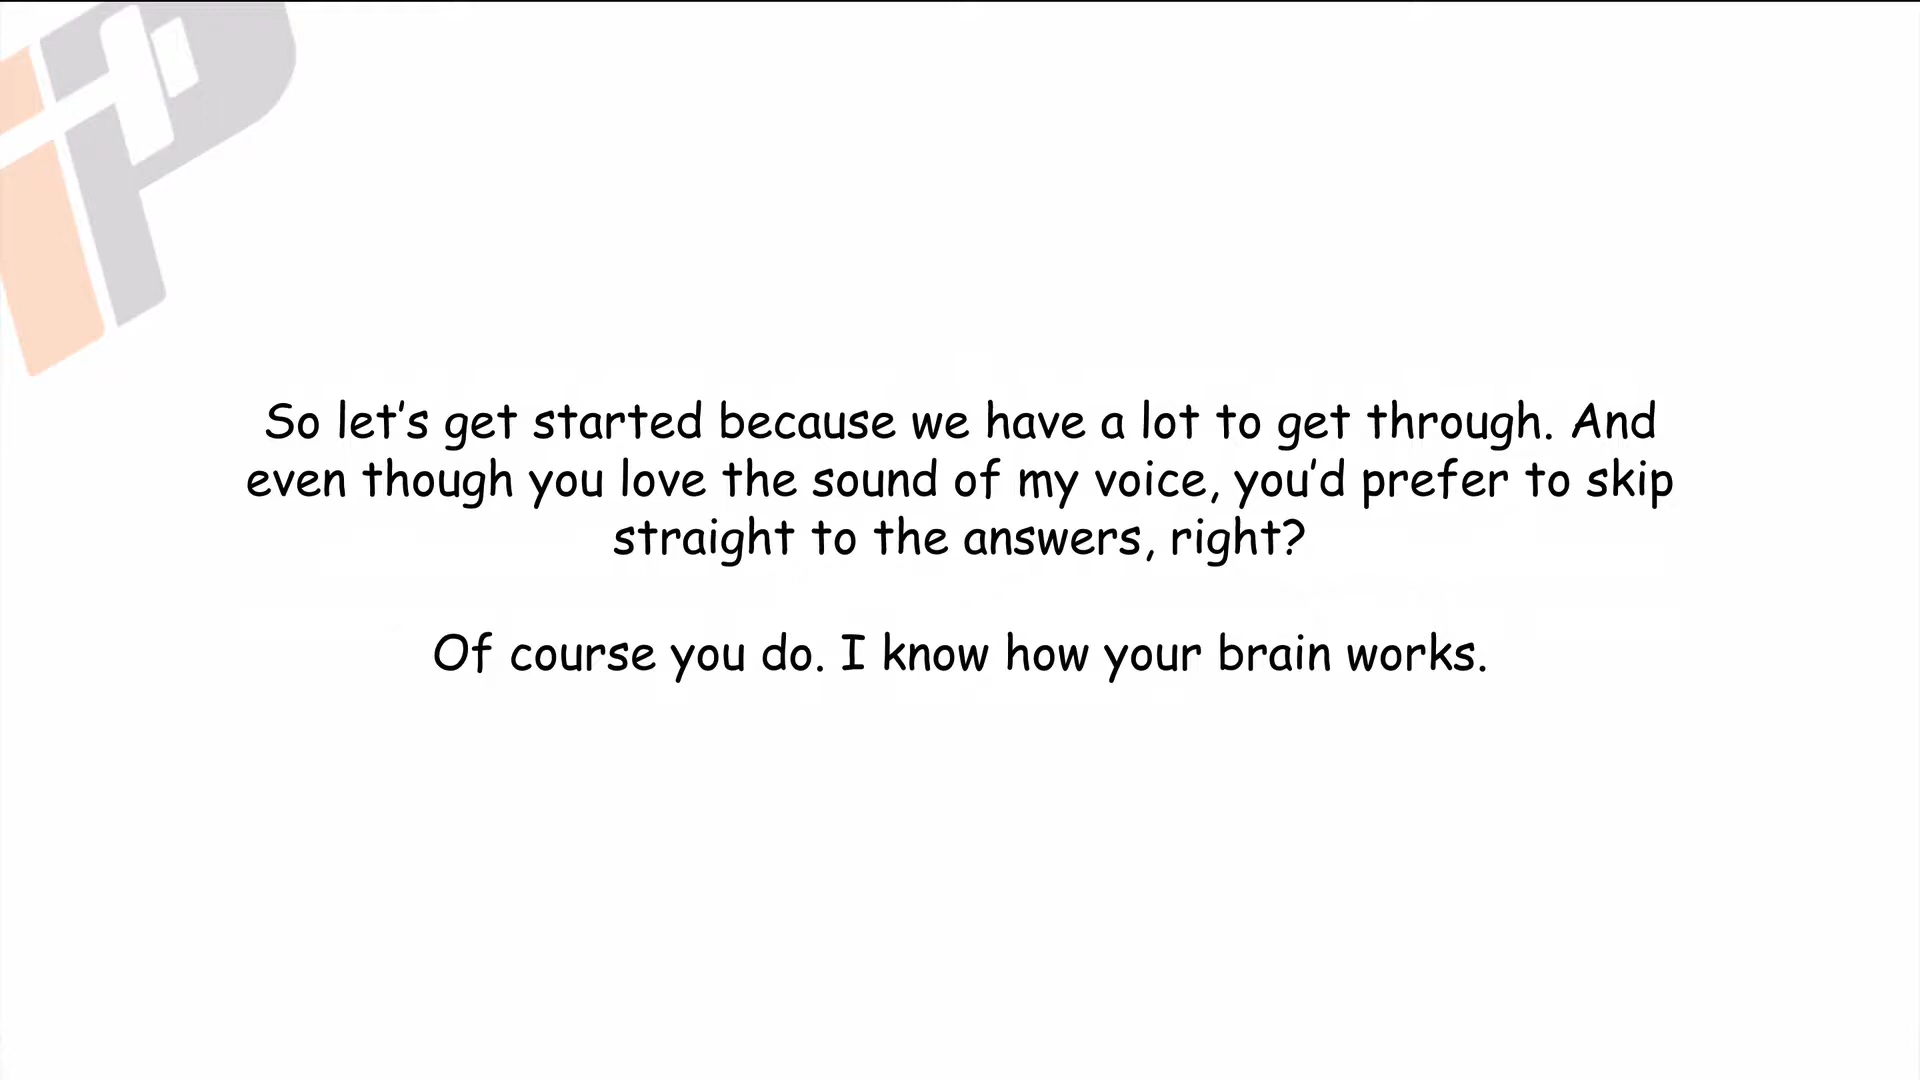 So let’s get started because we have a lot to get through. And
even though you love the sound of my voice, you’d prefer to skip
straight to the answers, right?
Of course you do. I know how your brain works.